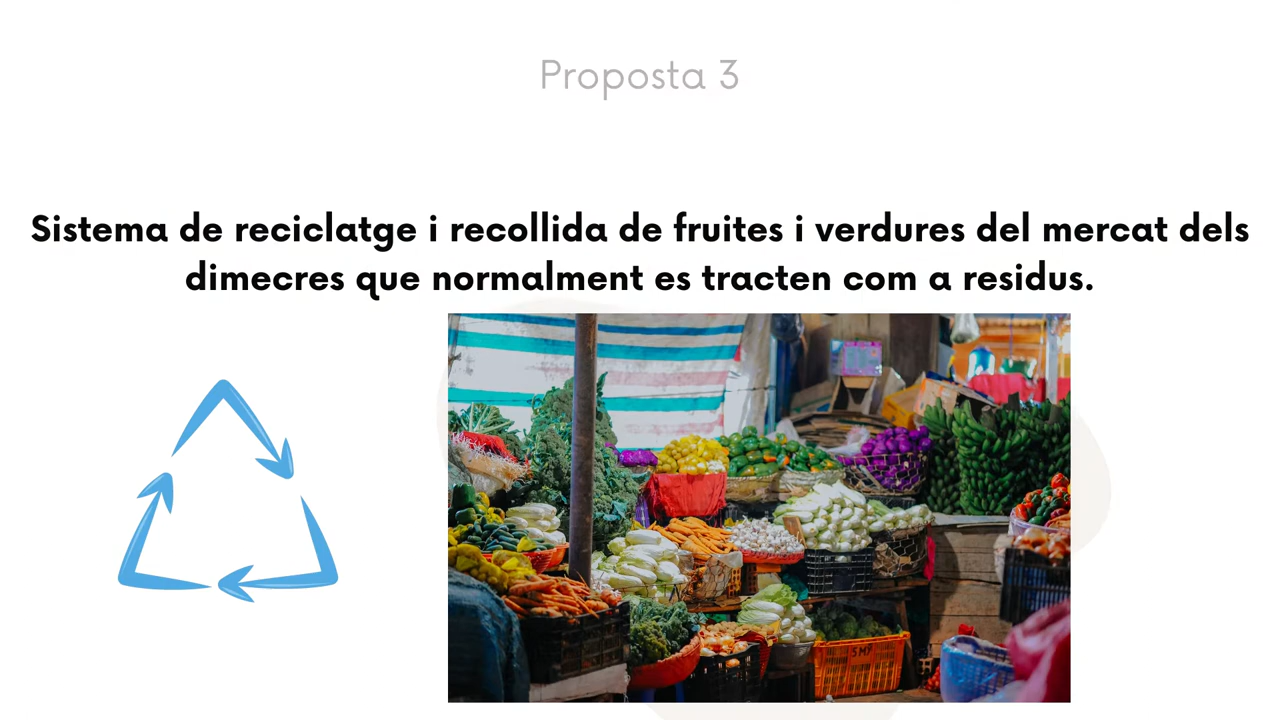 Proposta 3
Sistema de reciclatge i recollida de fruites i verdures del mercat dels
dimecres que normalment es tracten com a residus.